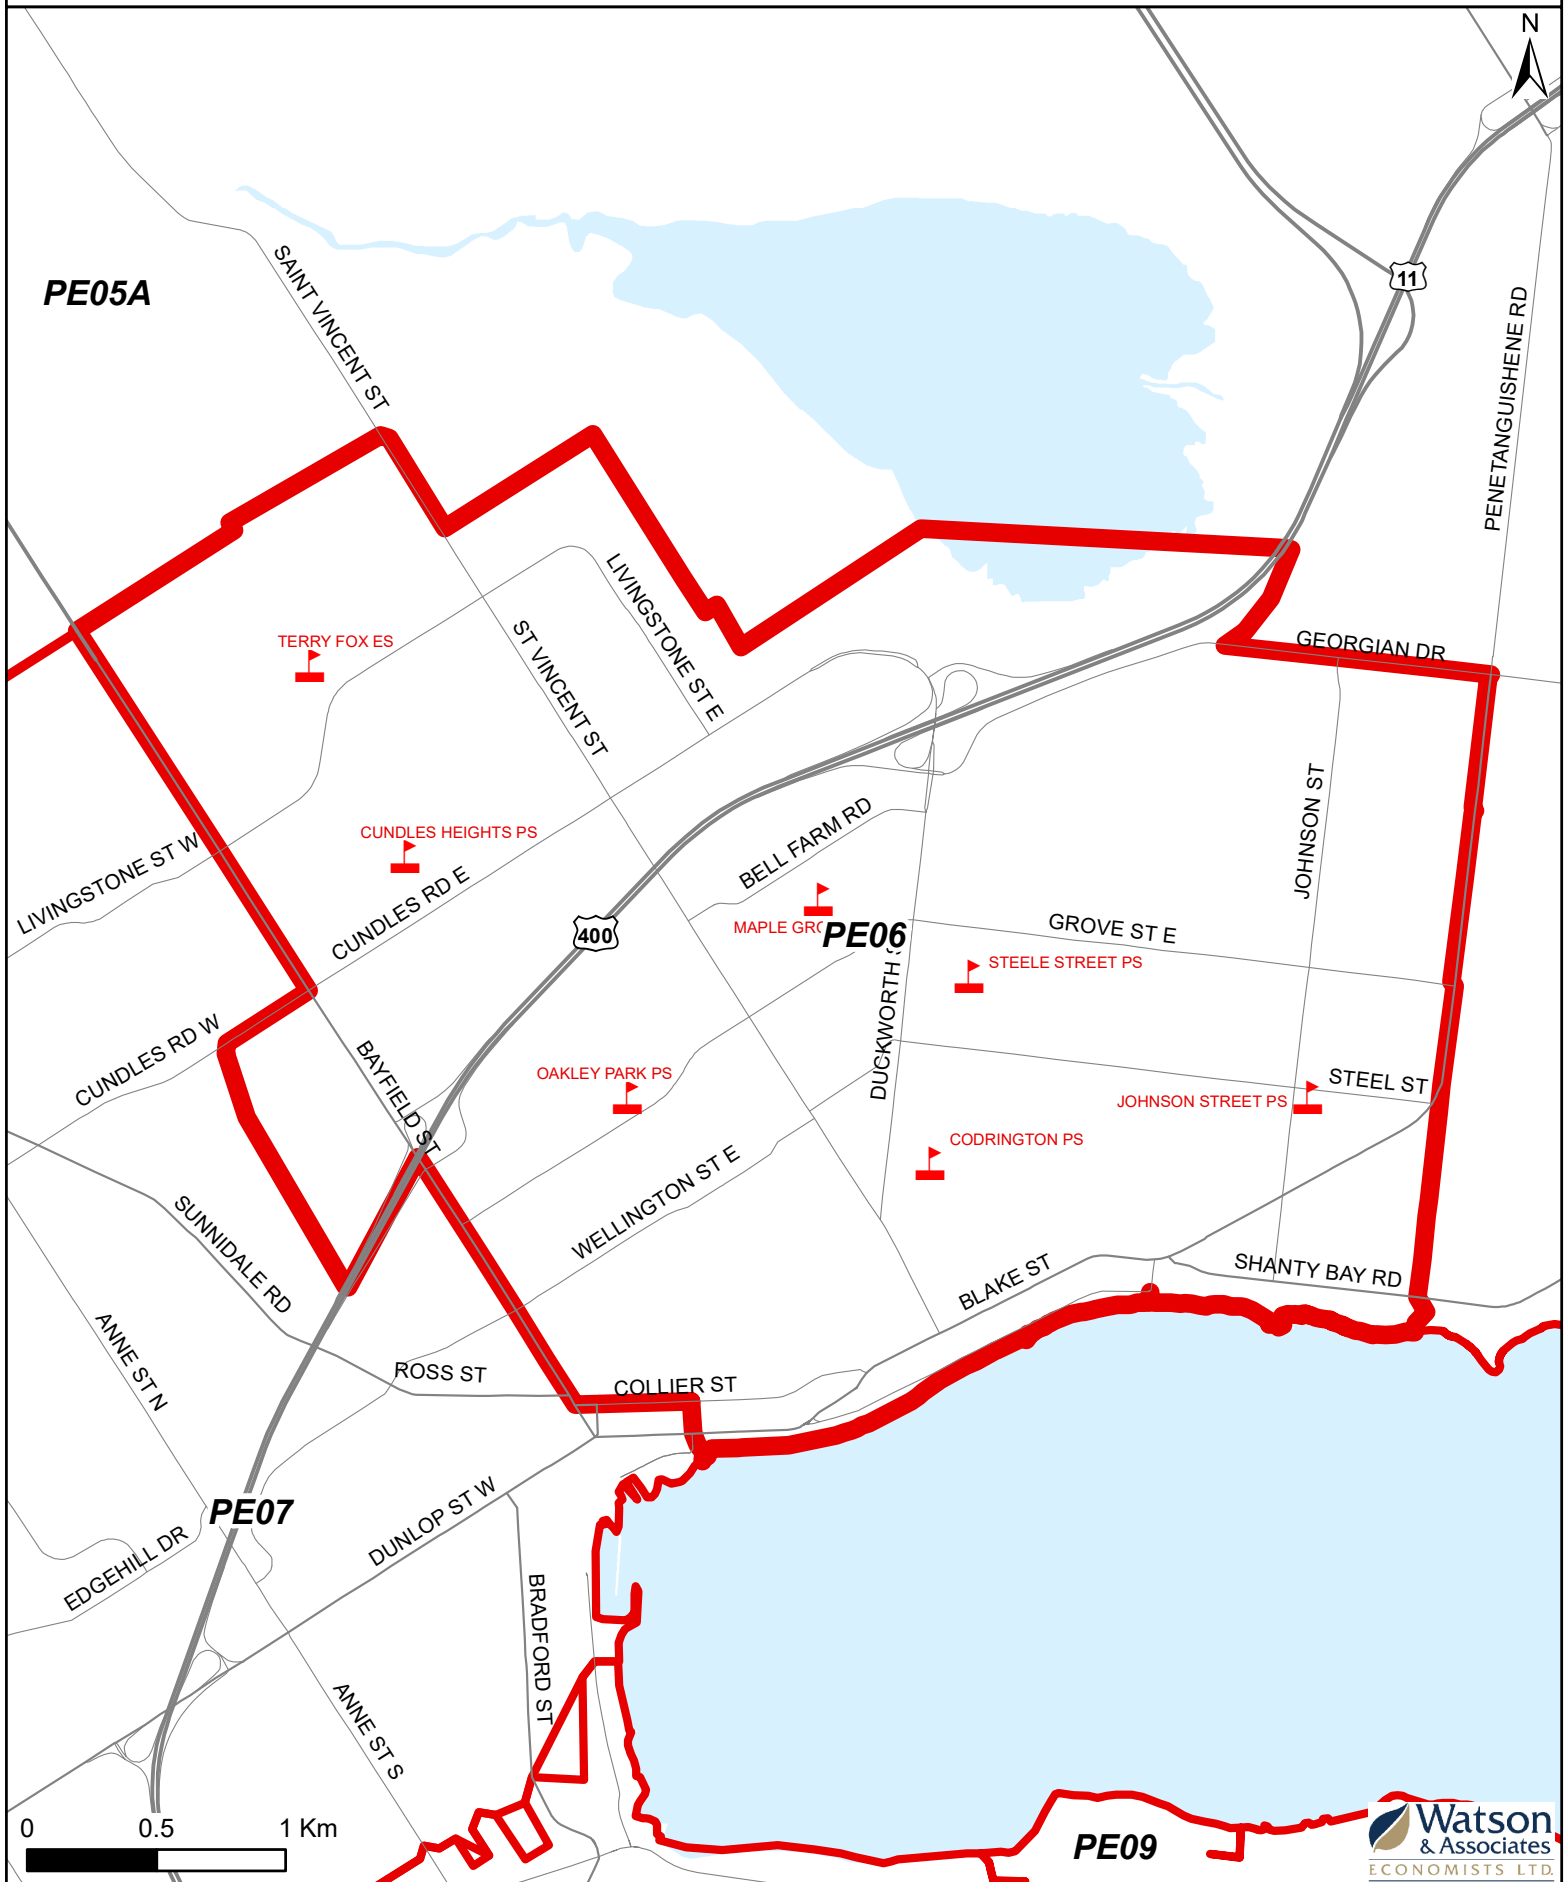 N
11
PE05A
SAINT VINCENT ST
PENETANGUISHENE RD
LIVINGSTONE ST E
ST VINCENT ST
TERRY FOX ES
GEORGIAN DR
JOHNSON ST
CUNDLES HEIGHTS PS
LIVINGSTONE ST W
CUNDLES RD E
BELL FARM RD
400
MAPLE
PE06
GROVE ST E
STEELE STREET PS
DUCKWORTH
CUNDLES RD W
BAYFIELD ST
OAKLEY PARK PS
STEEL ST
JOHNSON STREET PS
CODRINGTON PS
WELLINGTON ST E
SUNNIDALE RD
BLAKE ST
SHANTY BAY RD
ANNE ST N
ROSS ST
COLLIER ST
PE07
DUNLOP ST W
EDGEHILL DR
BRADFORD ST
ANNE ST S
0 0.5 1 Km
PE09
Watson
& Associates
ECONOMISTS LTD.